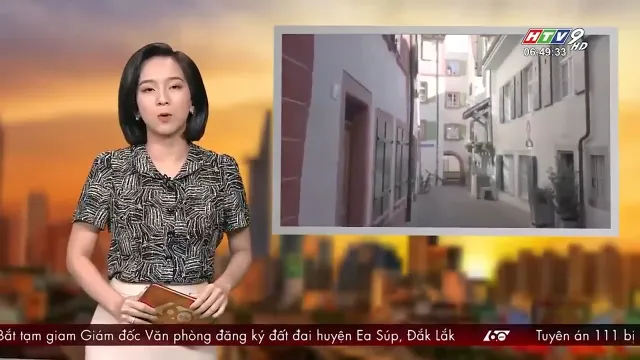 HTV9 HD
06:49:33
Bắt tạm giam Giám đốc Văn phòng đăng ký đất đai huyện Ea Súp, Đắk Lắk
Tuyên án 111 bị